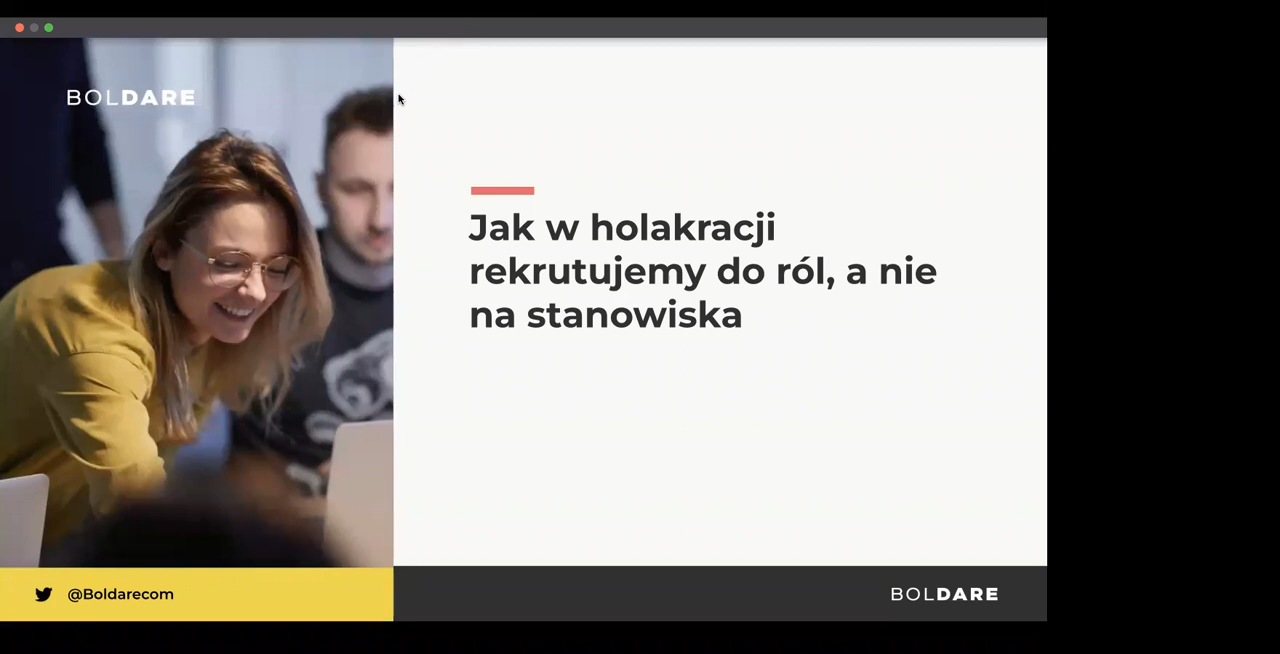 BOLDARE
Jak w holakracji
rekrutujemy do ról, a nie
na stanowiska
@Boldarecom
BOLDARE